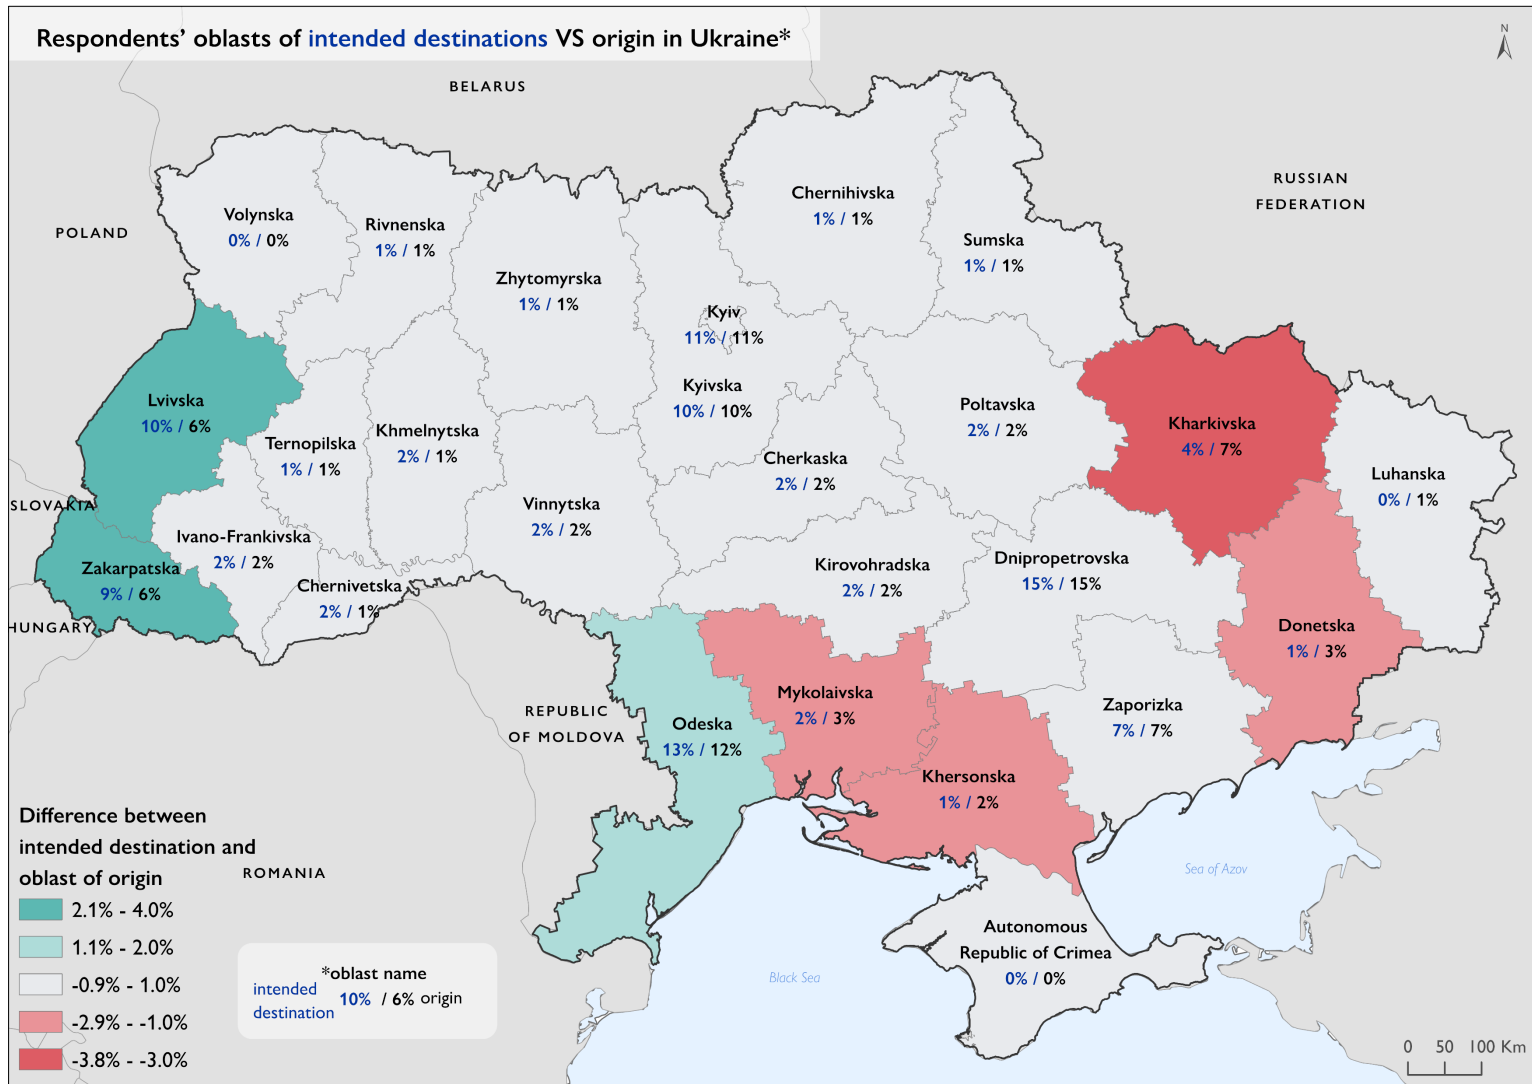 Respondents’ oblasts of intended destinations VS origin in Ukraine*
N
BELARUS
RUSSIAN
FEDERATION
POLAND
Volynska
0% / 0%
Rivnenska
1% / 1%
Zhytomyrska
1% / 1%
Chernihivska
1% / 1%
Sumska
1% / 1%
Kyiv
11% / 11%
Kyivska
10% / 10%
Lvivska
10% / 6%
Ternopilska
1% / 1%
Khmelnytska
2% / 1%
Cherkaska
2% / 2%
Poltavska
2% / 2%
Kharkivska
4% / 7%
Luhanska
0% / 1%
SLOVAKIA
Vinnytska
2% / 2%
Ivano-Frankivska
2% / 2%
Zakarpatska
9% / 6%
Chernivetska
2% / 1%
HUNGARY
Kirovohradska
2% / 2%
Dnipropetrovska
15% / 15%
Donetska
1% / 3%
Mykolaivska
2% / 3%
Zaporizka
7% / 7%
REPUBLIC
OF MOLDOVA
Odeska
13% / 12%
Khersonska
1% / 2%
ROMANIA
Sea of Azov
Autonomous
Republic of Crimea
0% / 0%
Black Sea
Difference between
intended destination and
oblast of origin
2.1% - 4.0%
1.1% - 2.0%
-0.9% - 1.0%
-2.9% - -1.0%
-3.8% - -3.0%
*oblast name
intended
destination 10% / 6% origin
0 50 100 Km